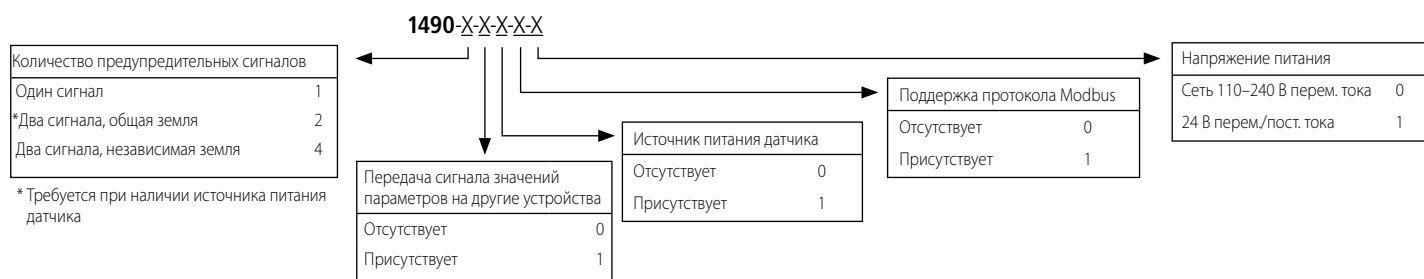 1490-X-X-X-X-X
Количество предупредительных сигналов
Один сигнал 1
*Два сигнала, общая земля 2
Два сигнала, независимая земля 4
* Требуется при наличии источника питания
датчика
Передача сигнала значений
параметров на другие устройства
Отсутствует 0
Присутствует 1
Источник питания датчика
Отсутствует 0
Присутствует 1
Поддержка протокола Modbus
Отсутствует 0
Присутствует 1
Напряжение питания
Сеть 110–240 В перем. тока 0
24 В перем./пост. тока 1